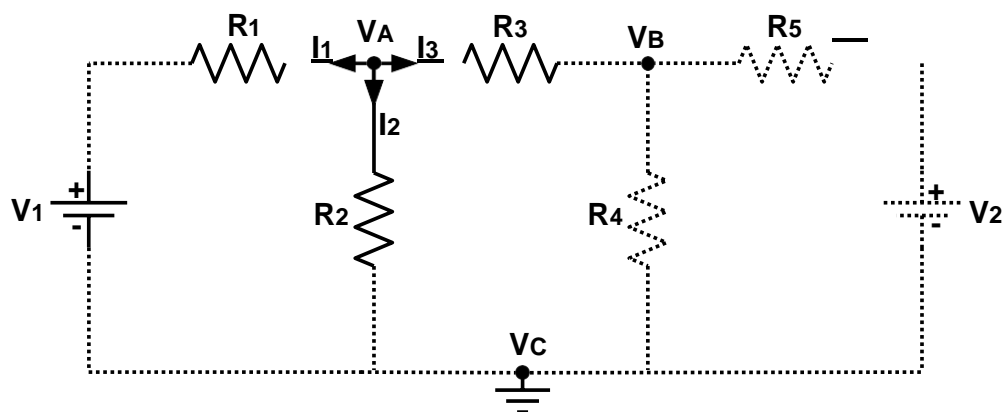 R1 I1 VA I3 R3 VB R5
I2
V1 + - R2 R4 + - V2
VC